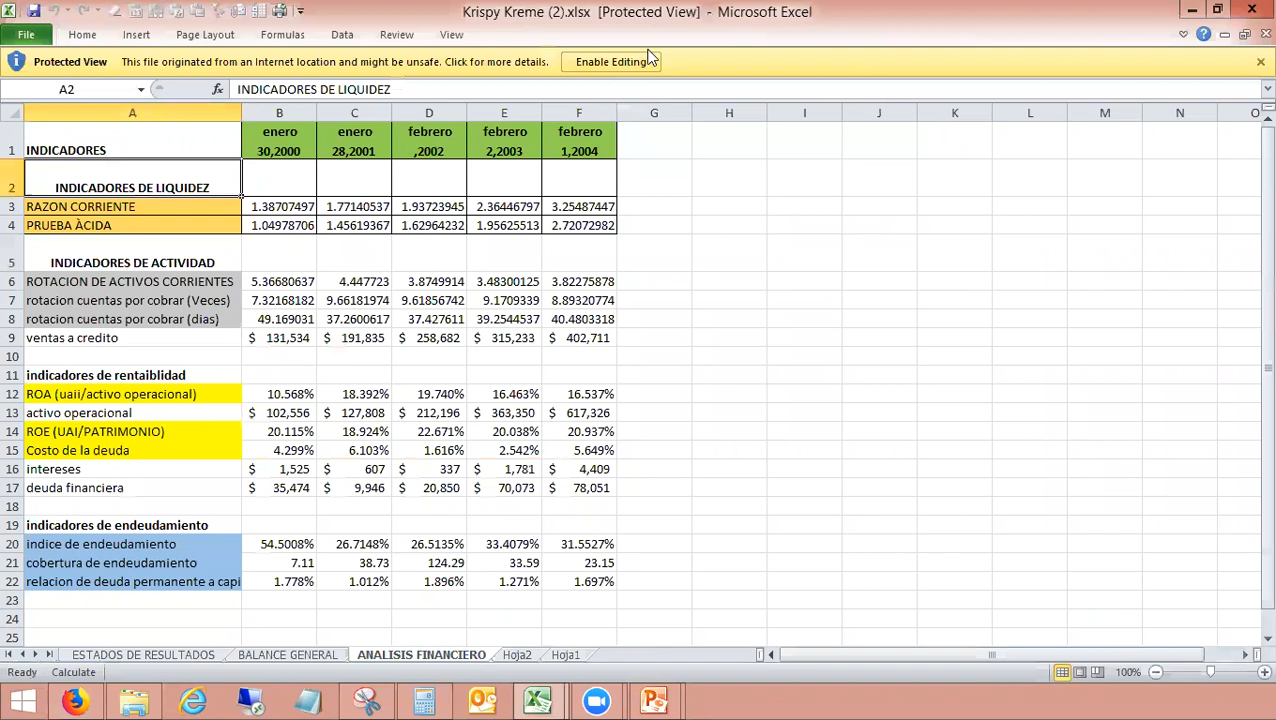 Krispy Kreme (2).xlsx [Protected View] - Microsoft Excel
File Home Insert Page Layout Formulas Data Review View
Protected View This file originated from an Internet location and might be unsafe. Click for more details. Enable Editing
A2 fx INDICADORES DE LIQUIDEZ
A B C D E F G H I J K L M N O
1 INDICADORES enero 30,2000 enero 28,2001 febrero ,2002 febrero 2,2003 febrero 1,2004
2 INDICADORES DE LIQUIDEZ
3 RAZON CORRIENTE 1.38707497 1.77140537 1.93723945 2.36446797 3.25487447
4 PRUEBA ÀCIDA 1.04978706 1.45619367 1.62964232 1.95625513 2.72072982
5 INDICADORES DE ACTIVIDAD
6 ROTACION DE ACTIVOS CORRIENTES 5.36680637 4.447723 3.8749914 3.48300125 3.82275878
7 rotacion cuentas por cobrar (Veces) 7.32168182 9.66181974 9.61856742 9.1709339 8.89320774
8 rotacion cuentas por cobrar (dias) 49.169031 37.2600617 37.427611 39.2544537 40.4803318
9 ventas a credito $ 131,534 $ 191,835 $ 258,682 $ 315,233 $ 402,711
10
11 indicadores de rentaiblidad
12 ROA (uaii/activo operacional) 10.568% 18.392% 19.740% 16.463% 16.537%
13 activo operacional $ 102,556 $ 127,808 $ 212,196 $ 363,350 $ 617,326
14 ROE (UAI/PATRIMONIO) 20.115% 18.924% 22.671% 20.038% 20.937%
15 Costo de la deuda 4.299% 6.103% 1.616% 2.542% 5.649%
16 intereses $ 1,525 $ 607 $ 337 $ 1,781 $ 4,409
17 deuda financiera $ 35,474 $ 9,946 $ 20,850 $ 70,073 $ 78,051
18
19 indicadores de endeudamiento
20 indice de endeudamiento 54.5008% 26.7148% 26.5135% 33.4079% 31.5527%
21 cobertura de endeudamiento 7.11 38.73 124.29 33.59 23.15
22 relacion de deuda permanente a capi 1.778% 1.012% 1.896% 1.271% 1.697%
23
24
25
ESTADOS DE RESULTADOS BALANCE GENERAL ANALISIS FINANCIERO Hoja2 Hoja1
Ready Calculate 100%